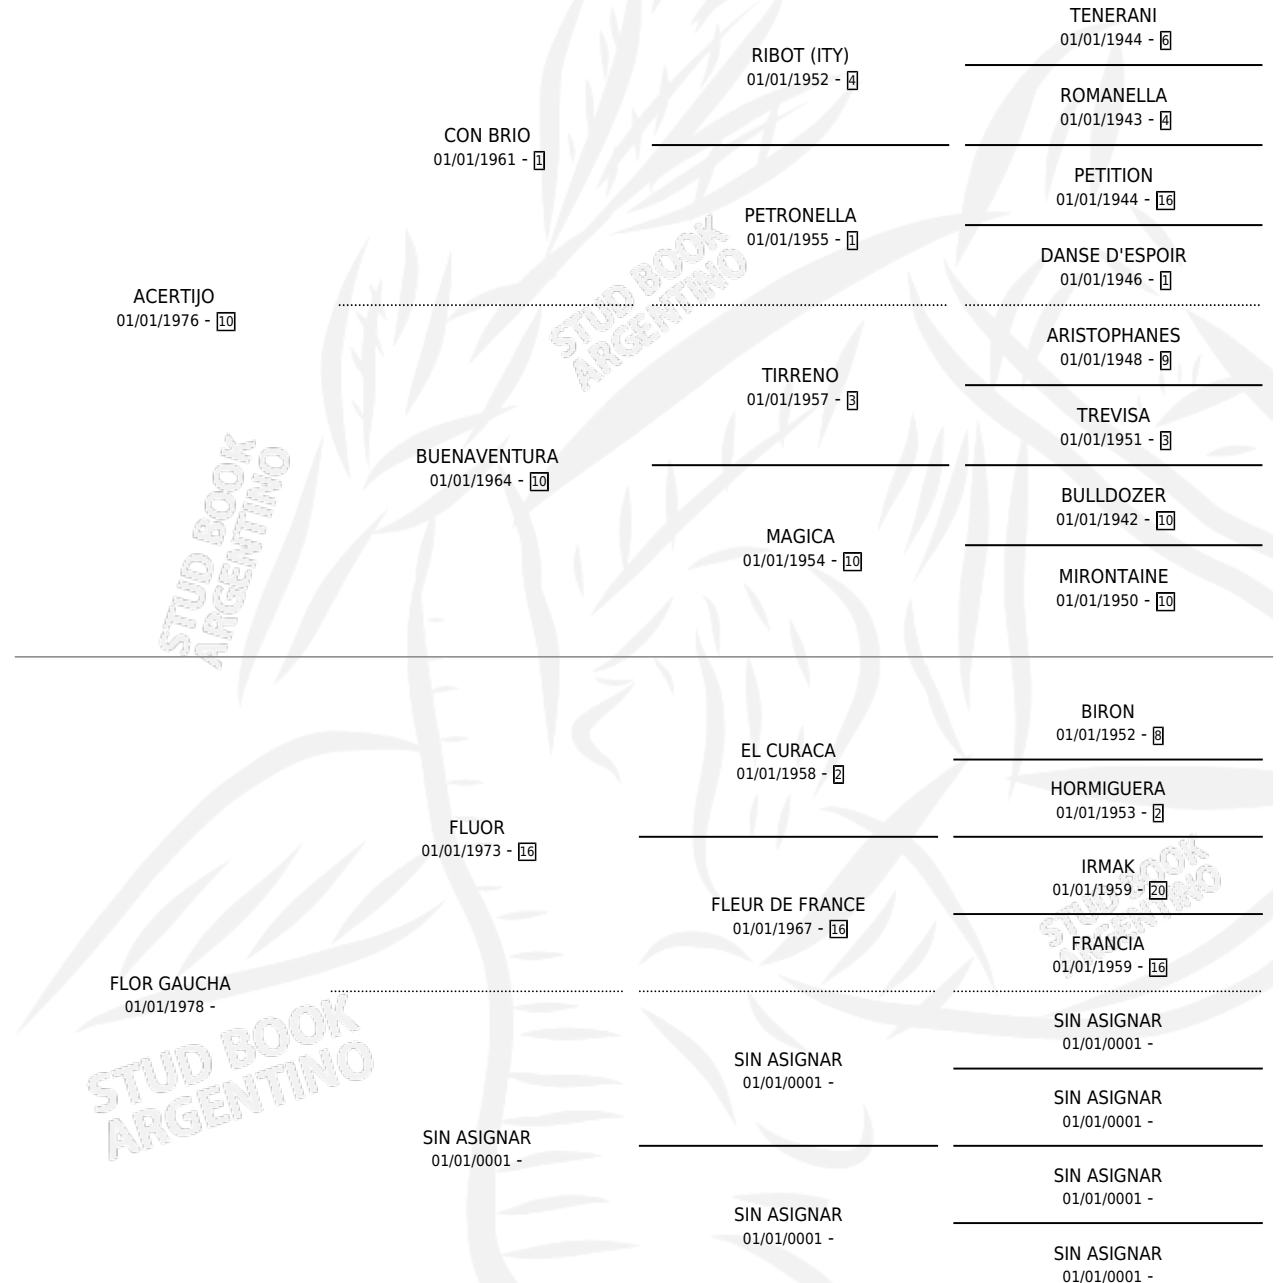 TENERANI
01/01/1944 - 6
RIBOT (ITY)
01/01/1952 - 4
ROMANELLA
01/01/1943 - 4
CON BRIO
01/01/1961 - 1
PETITION
01/01/1944 - 16
PETRONELLA
01/01/1955 - 1
DANSE D'ESPOIR
01/01/1946 - 1
STUD BOOK
ARGENTINO
ACERTIJO
01/01/1976 - 10
ARISTOPHANES
01/01/1948 - 9
TIRRENO
01/01/1957 - 3
TREVISA
01/01/1951 - 3
BUENAVENTURA
01/01/1964 - 10
BULLDOZER
01/01/1942 - 10
MAGICA
01/01/1954 - 10
MIRONTAINE
01/01/1950 - 10
STUD BOOK
ARGENTINO
BIRON
01/01/1952 - 8
EL CURACA
01/01/1958 - 2
HORMIGUERA
01/01/1953 - 2
FLUOR
01/01/1973 - 16
IRMAK
01/01/1959 - 20
FLEUR DE FRANCE
01/01/1967 - 16
STUD BOOK
ARGENTINO
FRANCIA
01/01/1959 - 16
FLOR GAUCHA
01/01/1978 -
SIN ASIGNAR
01/01/0001 -
SIN ASIGNAR
01/01/0001 -
SIN ASIGNAR
01/01/0001 -
STUD BOOK
ARGENTINO
SIN ASIGNAR
01/01/0001 -
SIN ASIGNAR
01/01/0001 -
SIN ASIGNAR
01/01/0001 -
SIN ASIGNAR
01/01/0001 -